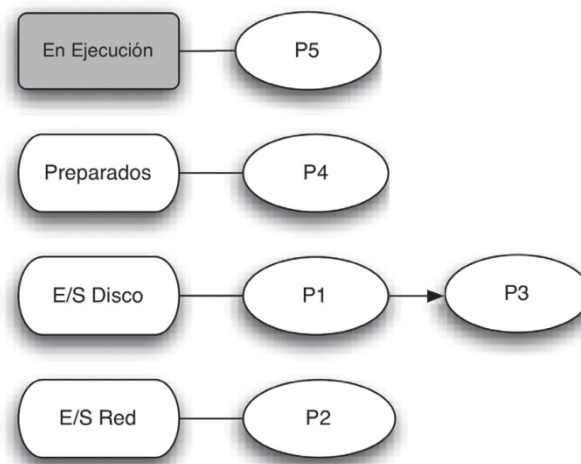 En Ejecución
P5
Preparados
P4
E/S Disco
P1
P3
E/S Red
P2